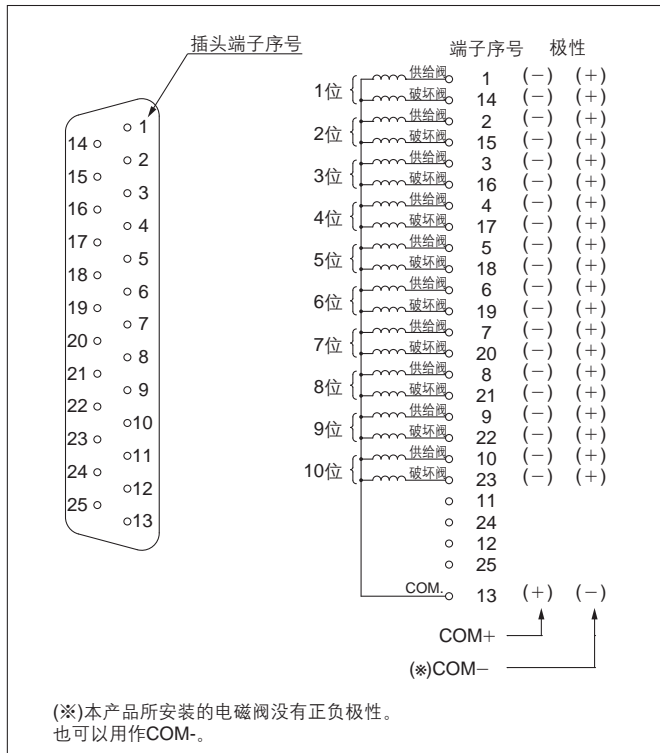 插头端子序号
1
14
2
15
3
16
4
17
5
18
6
19
7
20
8
21
9
22
10
23
11
24
12
25
13
端子序号 极性
1位 供给阀 1 (−) (+)
破坏阀 14 (−) (+)
2位 供给阀 2 (−) (+)
破坏阀 15 (−) (+)
3位 供给阀 3 (−) (+)
破坏阀 16 (−) (+)
4位 供给阀 4 (−) (+)
破坏阀 17 (−) (+)
5位 供给阀 5 (−) (+)
破坏阀 18 (−) (+)
6位 供给阀 6 (−) (+)
破坏阀 19 (−) (+)
7位 供给阀 7 (−) (+)
破坏阀 20 (−) (+)
8位 供给阀 8 (−) (+)
破坏阀 21 (−) (+)
9位 供给阀 9 (−) (+)
破坏阀 22 (−) (+)
10位 供给阀 10 (−) (+)
破坏阀 23 (−) (+)
11
24
12
25
COM. 13 (+) (−)
COM+
(※)COM−
(※)本产品所安装的电磁阀没有正负极性。
也可以用作COM-。